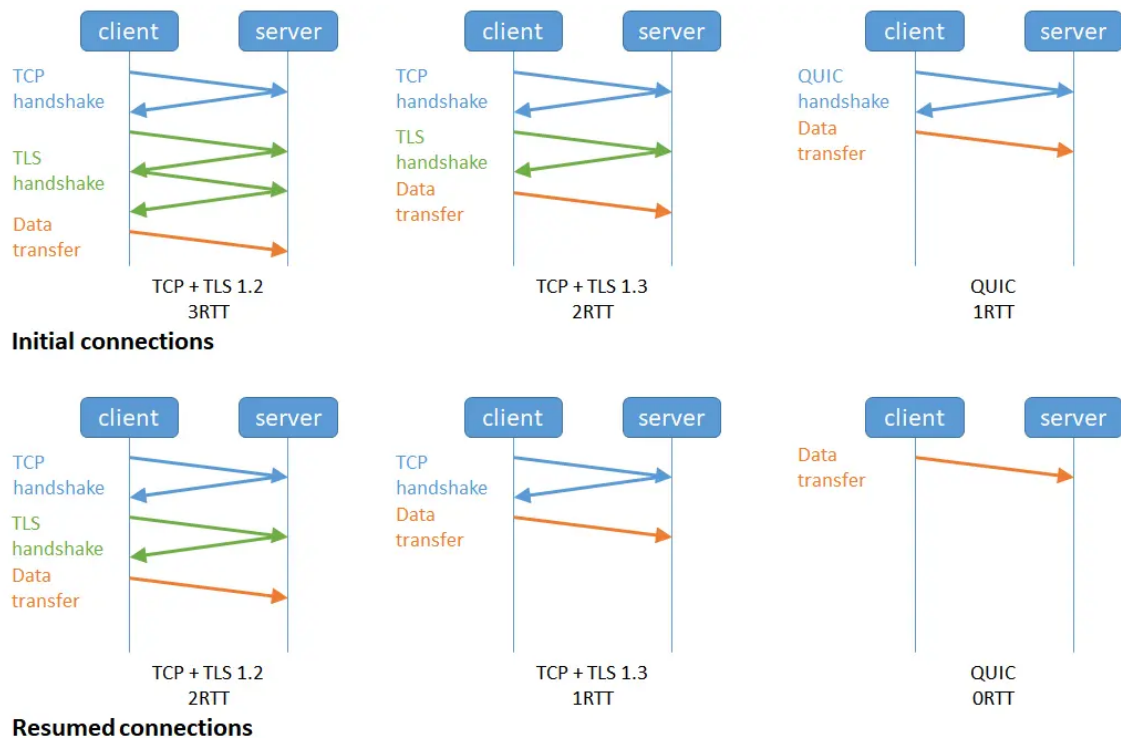 client server
TCP
handshake
TLS
handshake
Data
transfer
TCP + TLS 1.2
3RTT
client server
TCP
handshake
TLS
handshake
Data
transfer
TCP + TLS 1.3
2RTT
client server
QUIC
handshake
Data
transfer
QUIC
1RTT
Initial connections
client server
TCP
handshake
TLS
handshake
Data
transfer
TCP + TLS 1.2
2RTT
client server
TCP
handshake
Data
transfer
TCP + TLS 1.3
1RTT
client server
Data
transfer
QUIC
0RTT
Resumed connections